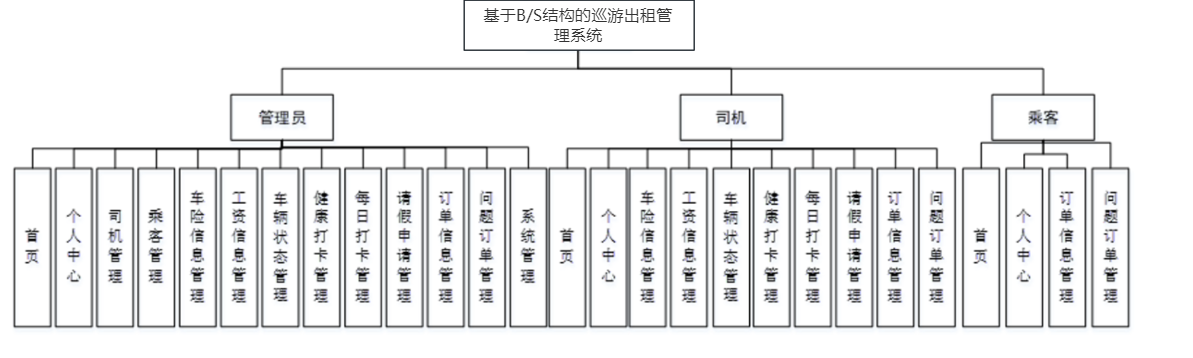 基于B/S结构的巡游出租管
理系统
管理员
司机
乘客
首页
个人中心
司机管理
乘客管理
车险信息管理
工资信息管理
车辆状态管理
健康打卡管理
每日打卡管理
请假申请管理
订单信息管理
问题订单管理
系统管理
首页
个人中心
车险信息管理
工资信息管理
车辆状态管理
健康打卡管理
每日打卡管理
请假申请管理
订单信息管理
问题订单管理
首页
个人中心
订单信息管理
问题订单管理